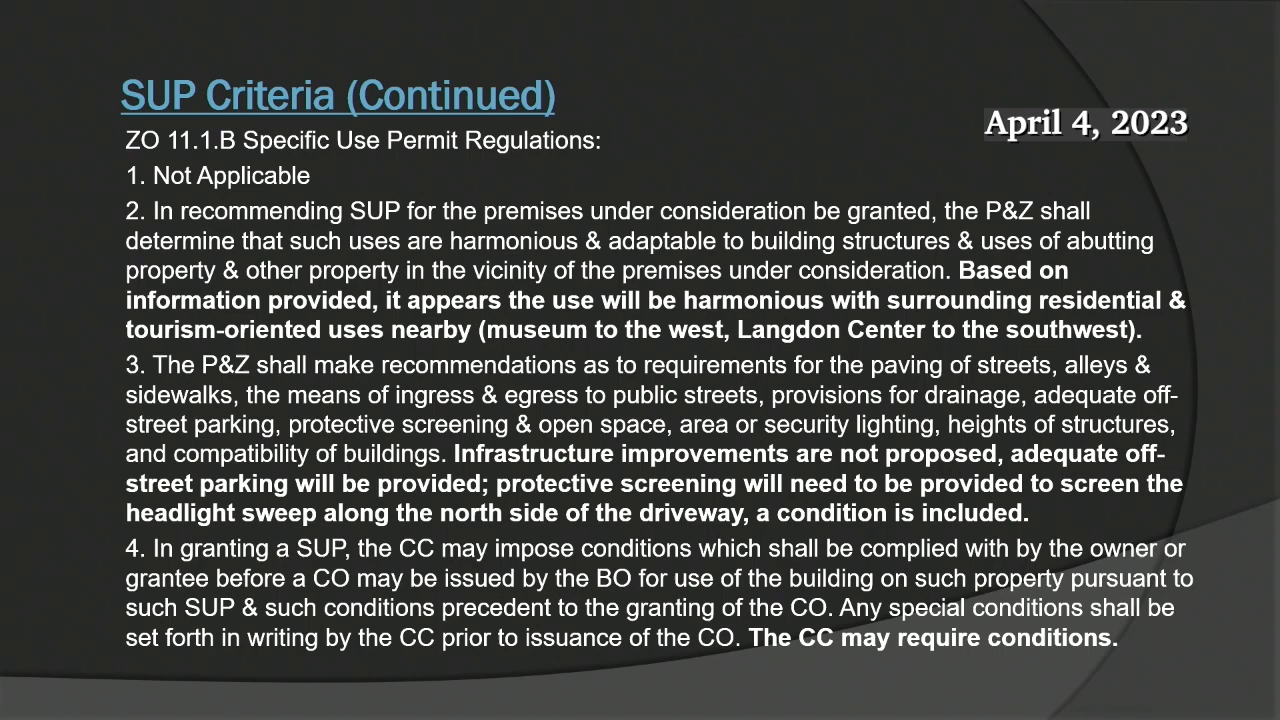 SUP Criteria (Continued)
April 4, 2023
ZO 11.1.B Specific Use Permit Regulations:
1. Not Applicable
2. In recommending SUP for the premises under consideration be granted, the P&Z shall
determine that such uses are harmonious & adaptable to building structures & uses of abutting
property & other property in the vicinity of the premises under consideration. Based on
information provided, it appears the use will be harmonious with surrounding residential &
tourism-oriented uses nearby (museum to the west, Langdon Center to the southwest).
3. The P&Z shall make recommendations as to requirements for the paving of streets, alleys &
sidewalks, the means of ingress & egress to public streets, provisions for drainage, adequate off-
street parking, protective screening & open space, area or security lighting, heights of structures,
and compatibility of buildings. Infrastructure improvements are not proposed, adequate off-
street parking will be provided; protective screening will need to be provided to screen the
headlight sweep along the north side of the driveway, a condition is included.
4. In granting a SUP, the CC may impose conditions which shall be complied with by the owner or
grantee before a CO may be issued by the BO for use of the building on such property pursuant to
such SUP & such conditions precedent to the granting of the CO. Any special conditions shall be
set forth in writing by the CC prior to issuance of the CO. The CC may require conditions.